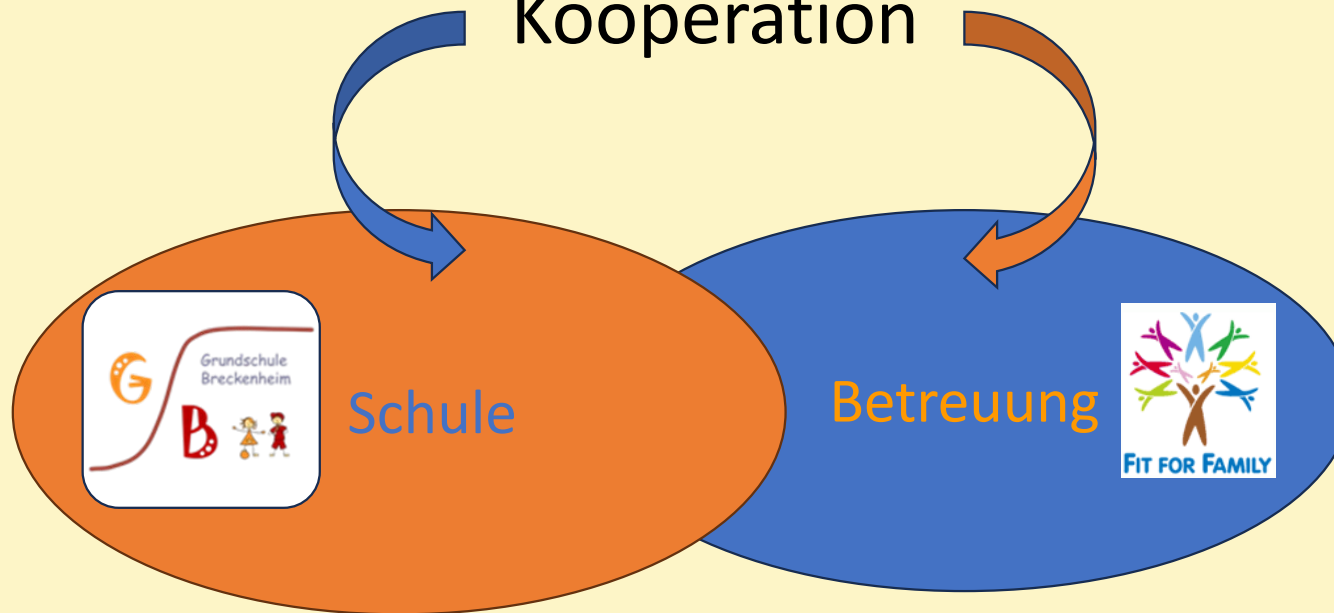 Kooperation
G
Grundschule
Breckenheim
B
Schule
Betreuung
FIT FOR FAMILY